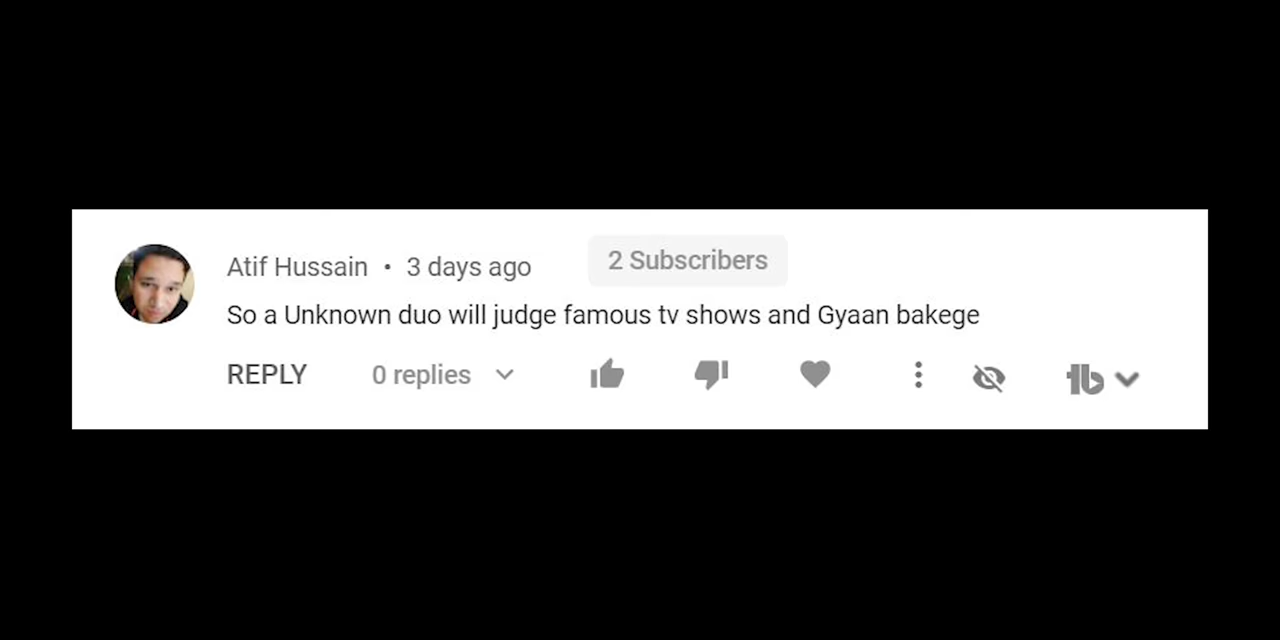 Atif Hussain • 3 days ago 2 Subscribers
So a Unknown duo will judge famous tv shows and Gyaan bakege
REPLY 0 replies